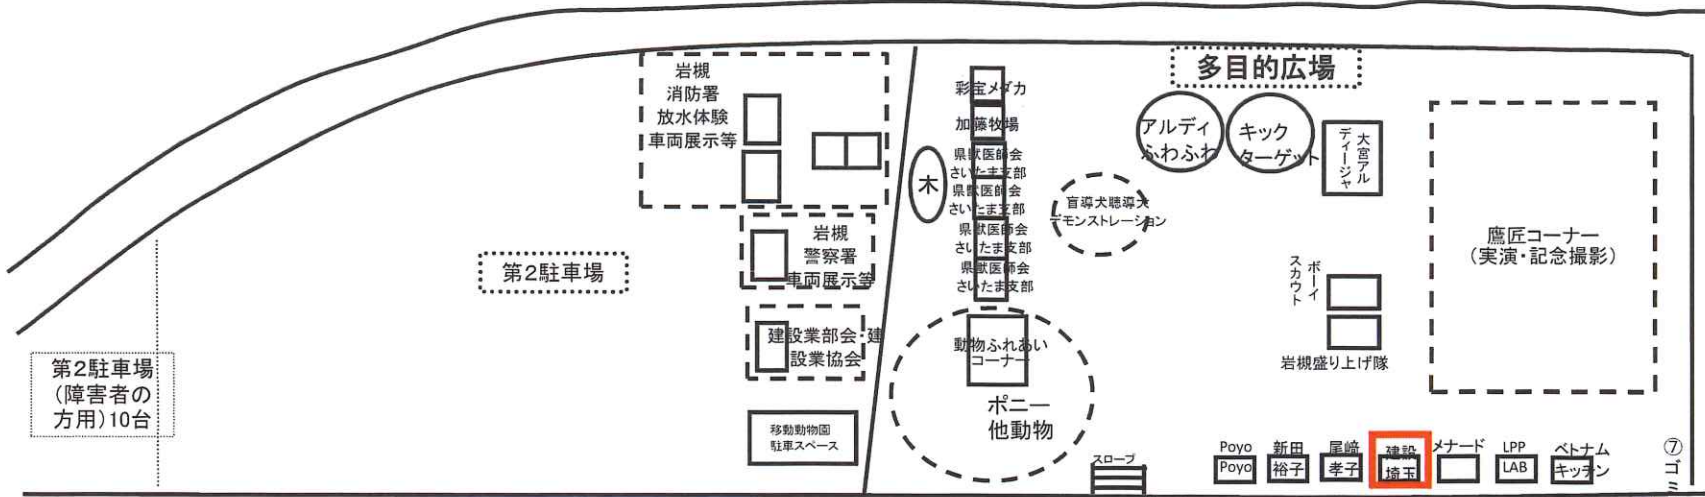 多目的広場
岩槻
消防署
放水体験
車両展示等
彩宝メダカ
加藤牧場
県獣医師会
さいたま支部
県獣医師会
さいたま支部
県獣医師会
さいたま支部
県獣医師会
さいたま支部
木
アルディ
ふわふわ
キック
ターゲット
大宮アル
ディージャ
盲導犬聴導犬
デモンストレーション
鷹匠コーナー
(実演・記念撮影)
岩槻
警察署
車両展示等
第2駐車場
ボーイ
スカウト
岩槻盛り上げ隊
建設業部会・建
設業協会
動物ふれあい
コーナー
ポニー
他動物
第2駐車場
(障害者の
方用)10台
移動動物園
駐車スペース
スロープ
Poyo
Poyo
新田
裕子
尾﨑
孝子
建設
埼玉
メナード
LPP
LAB
ベトナム
キッチン
⑦ゴミ